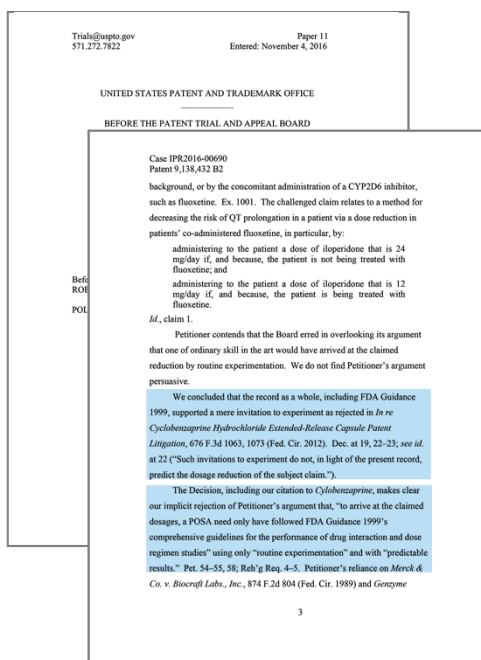 Trials@uspto.gov Paper 11
571.272.7822 Entered: November 4, 2016
UNITED STATES PATENT AND TRADEMARK OFFICE
BEFORE THE PATENT TRIAL AND APPEAL BOARD
Befo
ROB
POL
Case IPR2016-00690
Patent 9,138,432 B2
background, or by the concomitant administration of a CYP2D6 inhibitor,
such as fluoxetine. Ex. 1001. The challenged claim relates to a method for
decreasing the risk of QT prolongation in a patient via a dose reduction in
patients' co-administered fluoxetine, in particular, by:
administering to the patient a dose of iloperidone that is 24
mg/day if, and because, the patient is not being treated with
fluoxetine; and
administering to the patient a dose of iloperidone that is 12
mg/day if, and because, the patient is being treated with
fluoxetine.
Id., claim 1.
Petitioner contends that the Board erred in overlooking its argument
that one of ordinary skill in the art would have arrived at the claimed
reduction by routine experimentation. We do not find Petitioner's argument
persuasive.
We concluded that the record as a whole, including FDA Guidance
1999, supported a mere invitation to experiment as rejected in In re
Cyclobenzaprine Hydrochloride Extended-Release Capsule Patent
Litigation, 676 F.3d 1063, 1073 (Fed. Cir. 2012). Dec. at 19, 22–23; see id.
at 22 ("Such invitations to experiment do not, in light of the present record,
predict the dosage reduction of the subject claim.").
The Decision, including our citation to Cylobenzaprine, makes clear
our implicit rejection of Petitioner's argument that, "to arrive at the claimed
dosages, a POSA need only have followed FDA Guidance 1999's
comprehensive guidelines for the performance of drug interaction and dose
regimen studies" using only "routine experimentation" and with "predictable
results." Pet. 54–55, 58; Reh'g Req. 4–5. Petitioner's reliance on Merck &
Co. v. Biocraft Labs., Inc., 874 F.2d 804 (Fed. Cir. 1989) and Genzyme
3